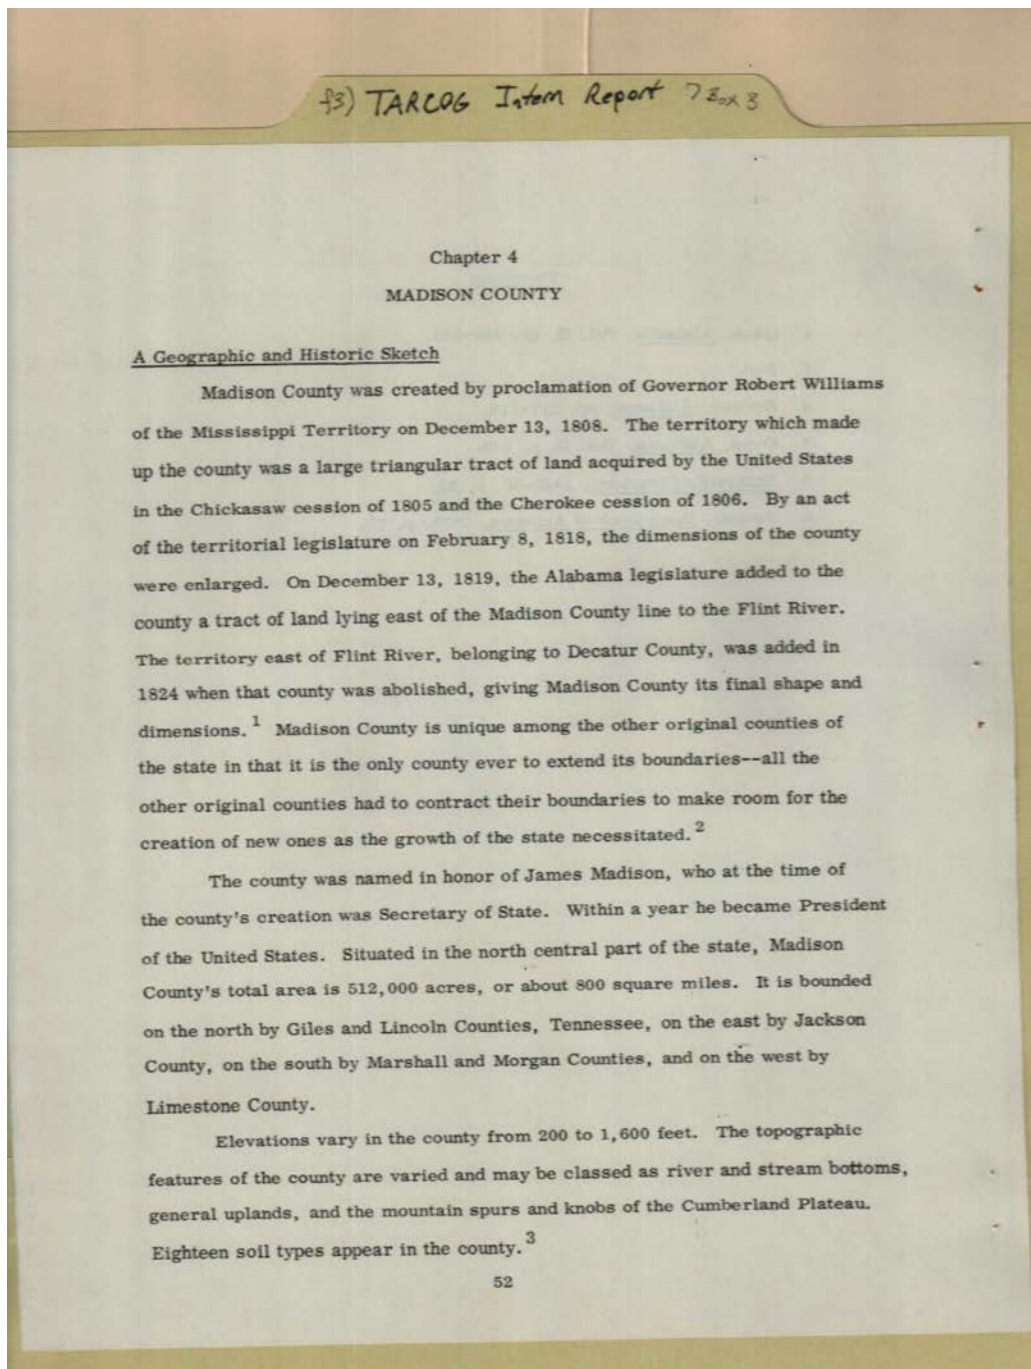 f3) TARCOG Intern Report 7 Box 3
Chapter 4
MADISON COUNTY
A Geographic and Historic Sketch
Madison County was created by proclamation of Governor Robert Williams
of the Mississippi Territory on December 13, 1808. The territory which made
up the county was a large triangular tract of land acquired by the United States
in the Chickasaw cession of 1805 and the Cherokee cession of 1806. By an act
of the territorial legislature on February 8, 1818, the dimensions of the county
were enlarged. On December 13, 1819, the Alabama legislature added to the
county a tract of land lying east of the Madison County line to the Flint River.
The territory east of Flint River, belonging to Decatur County, was added in
1824 when that county was abolished, giving Madison County its final shape and
dimensions.1 Madison County is unique among the other original counties of
the state in that it is the only county ever to extend its boundaries--all the
other original counties had to contract their boundaries to make room for the
creation of new ones as the growth of the state necessitated.2
The county was named in honor of James Madison, who at the time of
the county's creation was Secretary of State. Within a year he became President
of the United States. Situated in the north central part of the state, Madison
County's total area is 512,000 acres, or about 800 square miles. It is bounded
on the north by Giles and Lincoln Counties, Tennessee, on the east by Jackson
County, on the south by Marshall and Morgan Counties, and on the west by
Limestone County.
Elevations vary in the county from 200 to 1,600 feet. The topographic
features of the county are varied and may be classed as river and stream bottoms,
general uplands, and the mountain spurs and knobs of the Cumberland Plateau.
Eighteen soil types appear in the county.3
52